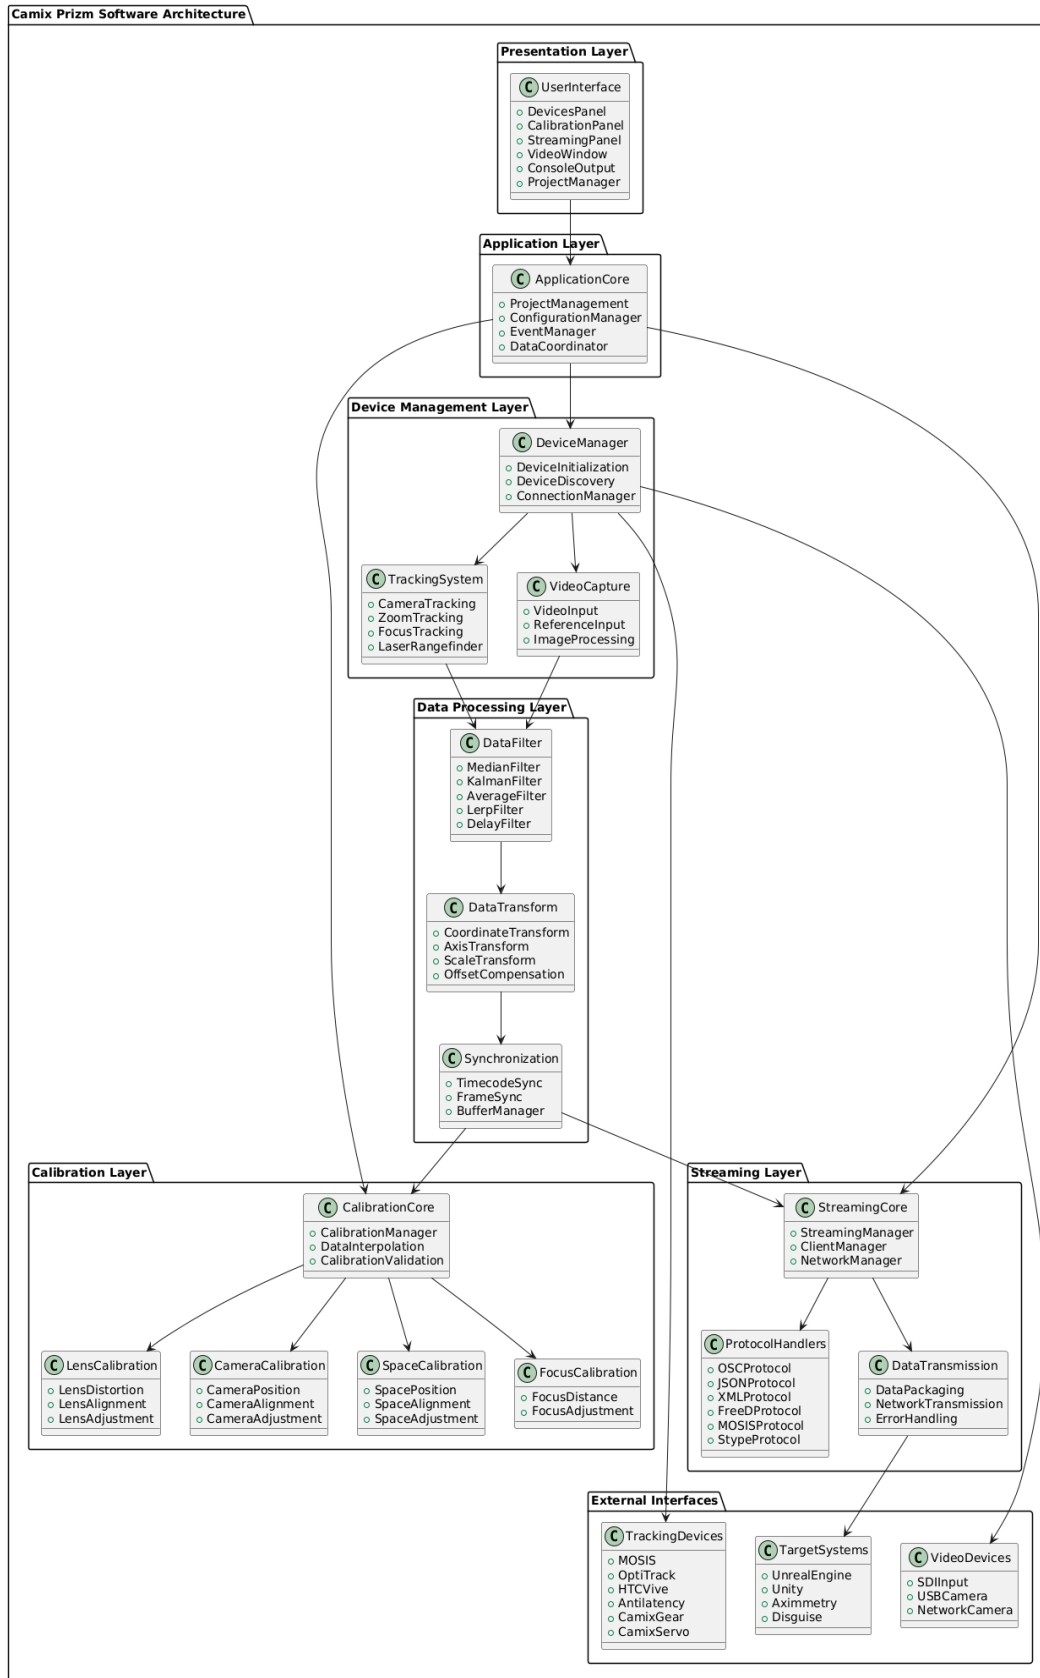 Camix Prizm Software Architecture
Presentation Layer
C UserInterface
DevicesPanel
CalibrationPanel
StreamingPanel
VideoWindow
ConsoleOutput
ProjectManager
Application Layer
C ApplicationCore
ProjectManagement
ConfigurationManager
EventManager
DataCoordinator
Device Management Layer
C DeviceManager
DeviceInitialization
DeviceDiscovery
ConnectionManager
C TrackingSystem
CameraTracking
ZoomTracking
FocusTracking
LaserRangefinder
C VideoCapture
VideoInput
ReferenceInput
ImageProcessing
Data Processing Layer
C DataFilter
MedianFilter
KalmanFilter
AverageFilter
LerpFilter
DelayFilter
C DataTransform
CoordinateTransform
AxisTransform
ScaleTransform
OffsetCompensation
C Synchronization
TimecodeSync
FrameSync
BufferManager
Calibration Layer
C CalibrationCore
CalibrationManager
DataInterpolation
CalibrationValidation
C LensCalibration
LensDistortion
LensAlignment
LensAdjustment
C CameraCalibration
CameraPosition
CameraAlignment
CameraAdjustment
C SpaceCalibration
SpacePosition
SpaceAlignment
SpaceAdjustment
C FocusCalibration
FocusDistance
FocusAdjustment
Streaming Layer
C StreamingCore
StreamingManager
ClientManager
NetworkManager
C ProtocolHandlers
OSCProtocol
JSONProtocol
XMLProtocol
FreeDProtocol
MOSISProtocol
StypeProtocol
C DataTransmission
DataPackaging
NetworkTransmission
ErrorHandling
External Interfaces
C TrackingDevices
MOSIS
OptiTrack
HTCVive
Antilatency
CamixGear
CamixServo
C TargetSystems
UnrealEngine
Unity
Aximmetry
Disguise
C VideoDevices
SDIInput
USBCamera
NetworkCamera